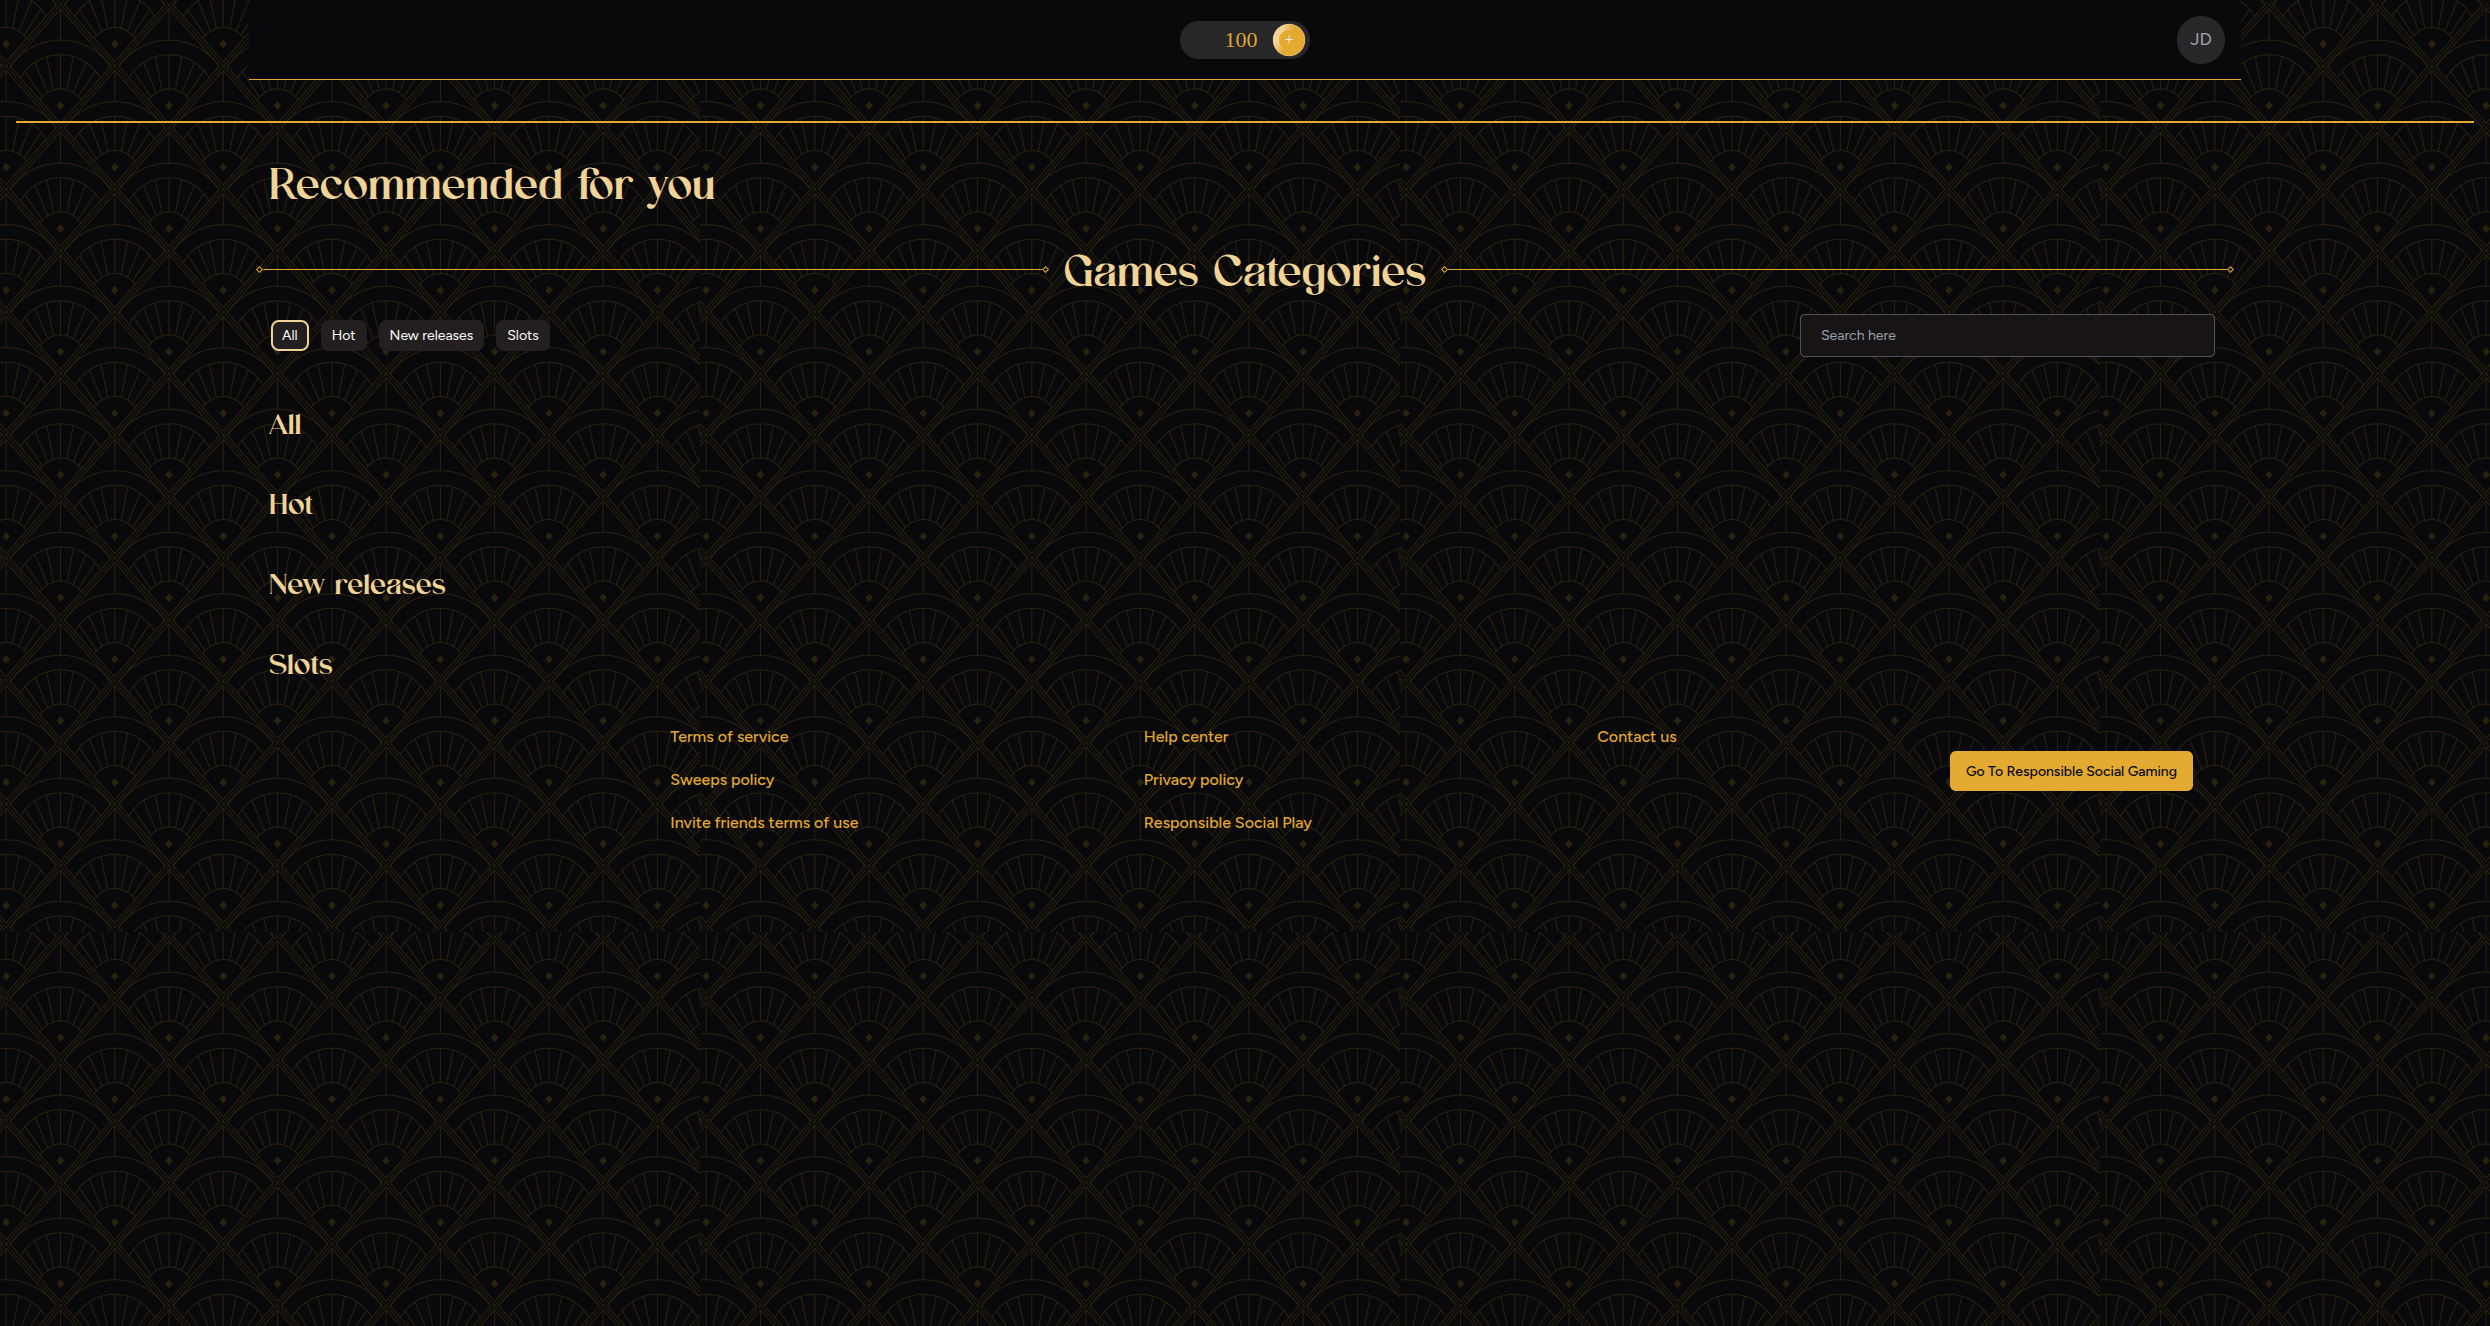 100 +
JD
Recommended for you
Games Categories
All Hot New releases Slots
Search here
All
Hot
New releases
Slots
Terms of service
Help center
Contact us
Sweeps policy
Privacy policy
Go To Responsible Social Gaming
Invite friends terms of use
Responsible Social Play